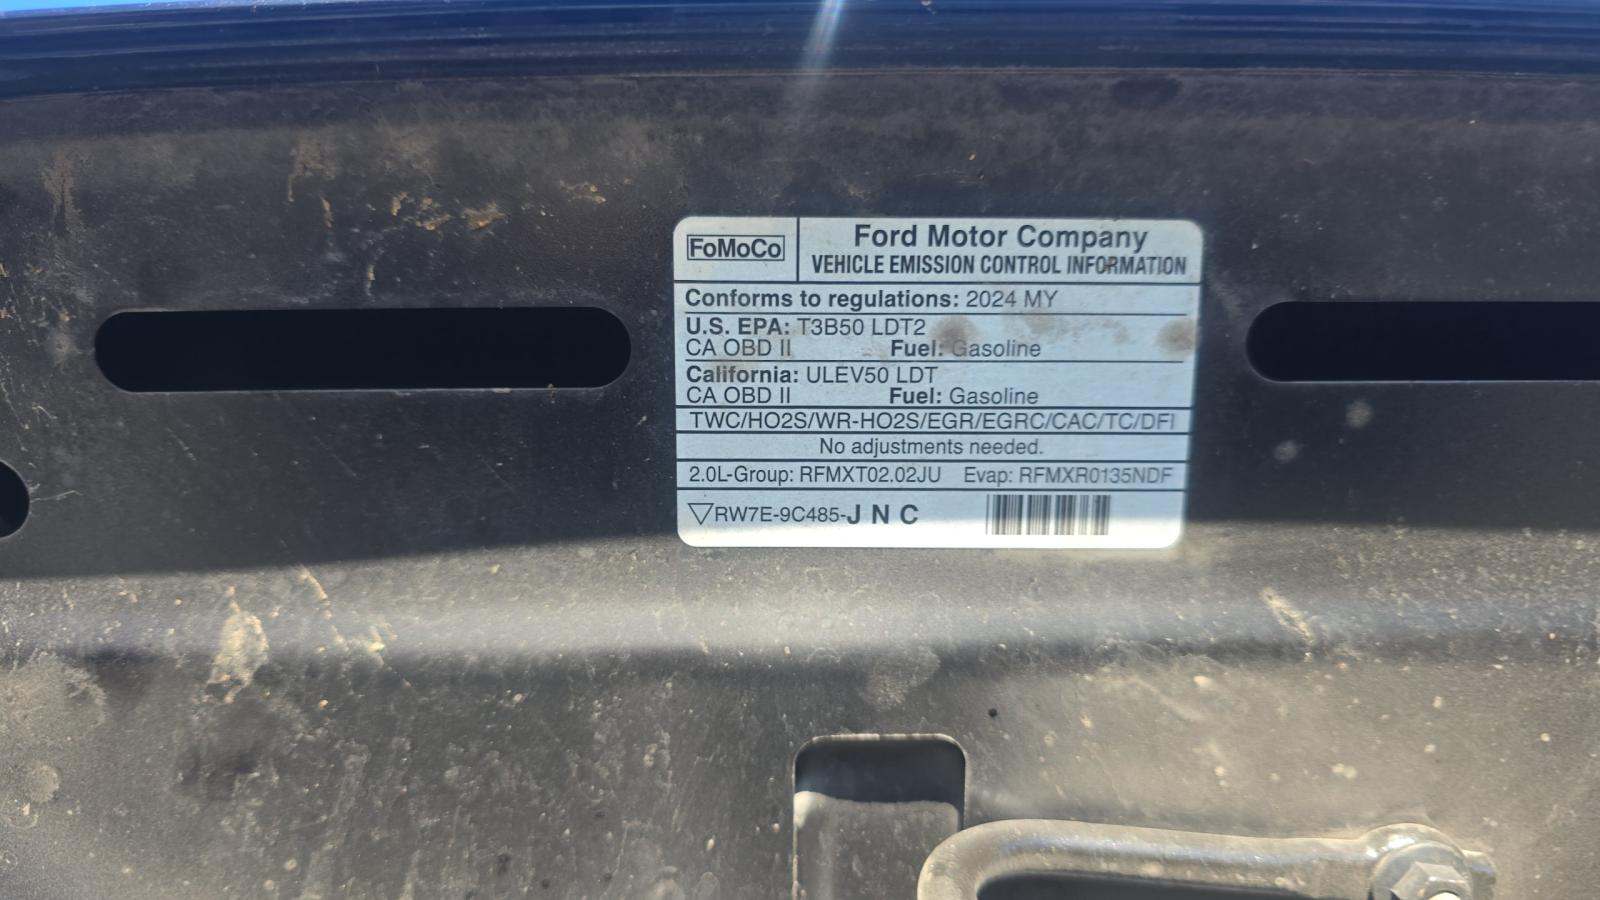 FoMoCo
Ford Motor Company
VEHICLE EMISSION CONTROL INFORMATION
Conforms to regulations: 2024 MY
U.S. EPA: T3B50 LDT2
CA OBD II Fuel: Gasoline
California: ULEV50 LDT
CA OBD II Fuel: Gasoline
TWC/HO2S/WR-HO2S/EGR/EGRC/CAC/TC/DFI
No adjustments needed.
2.0L-Group: RFMXT02.02JU Evap: RFMXR0135NDF
RW7E-9C485-J N C